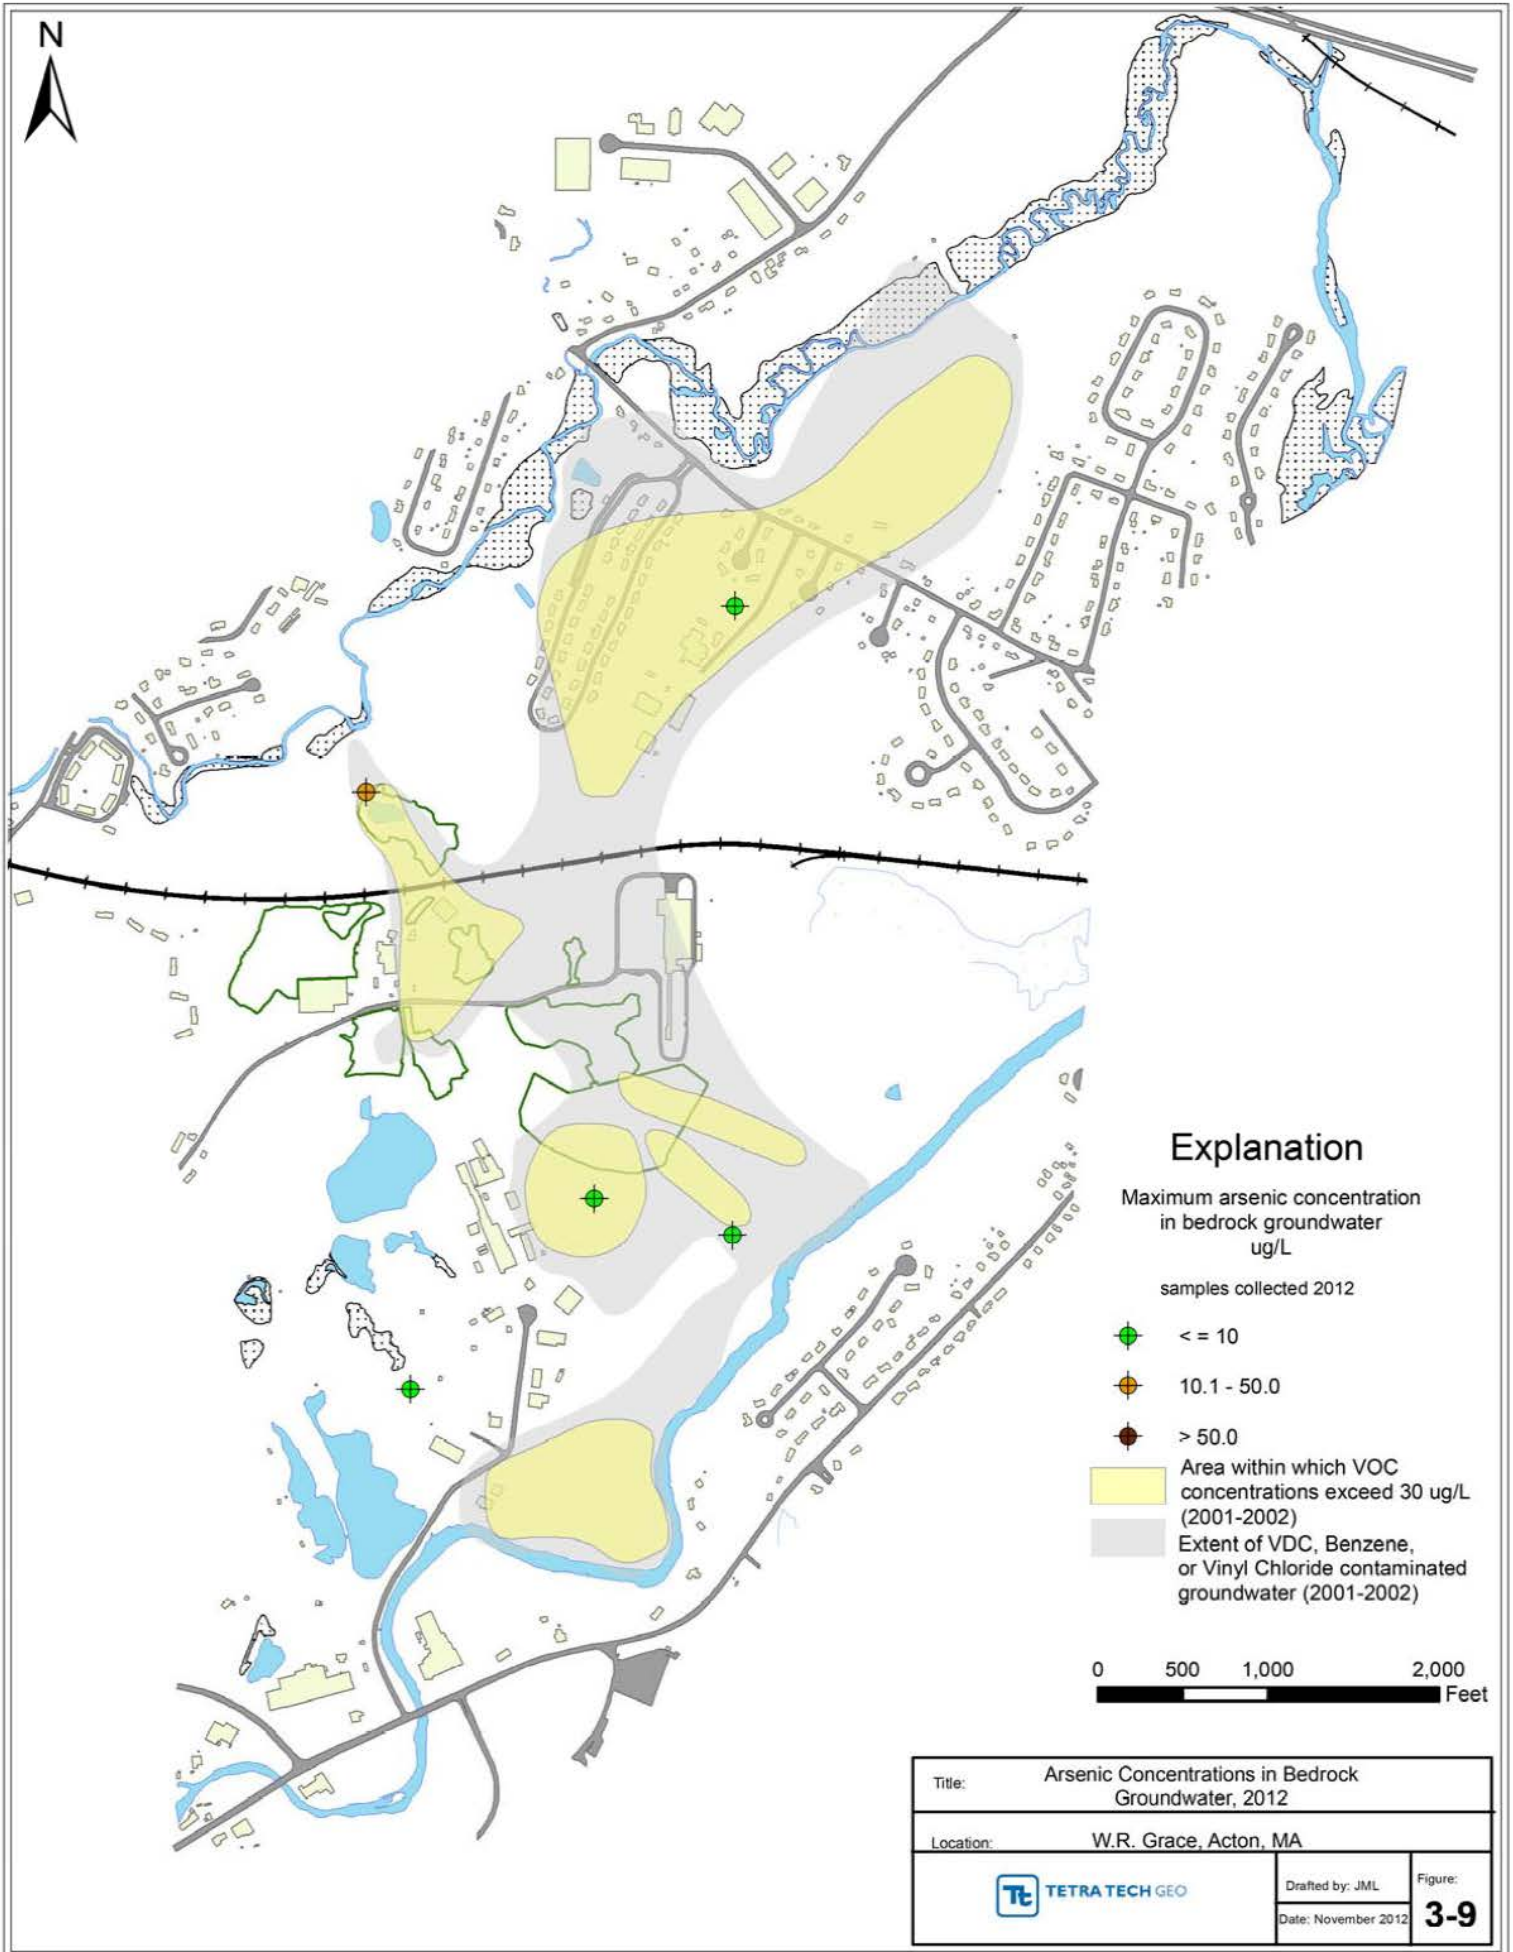 N
Explanation
Maximum arsenic concentration
in bedrock groundwater
ug/L
samples collected 2012
< = 10
10.1 - 50.0
> 50.0
Area within which VOC
concentrations exceed 30 ug/L
(2001-2002)
Extent of VDC, Benzene,
or Vinyl Chloride contaminated
groundwater (2001-2002)
0 500 1,000 2,000
Feet
Title: Arsenic Concentrations in Bedrock
Groundwater, 2012
Location: W.R. Grace, Acton, MA
Tt TETRA TECH GEO
Drafted by: JML
Date: November 2012
Figure:
3-9